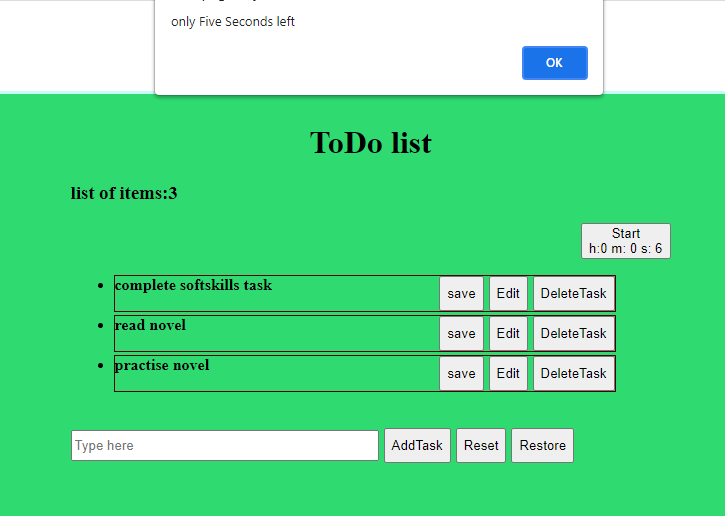 only Five Seconds left
OK
ToDo list
list of items:3
Start
h:0 m: 0 s: 6
complete softskills task save Edit DeleteTask
read novel save Edit DeleteTask
practise novel save Edit DeleteTask
Type here AddTask Reset Restore